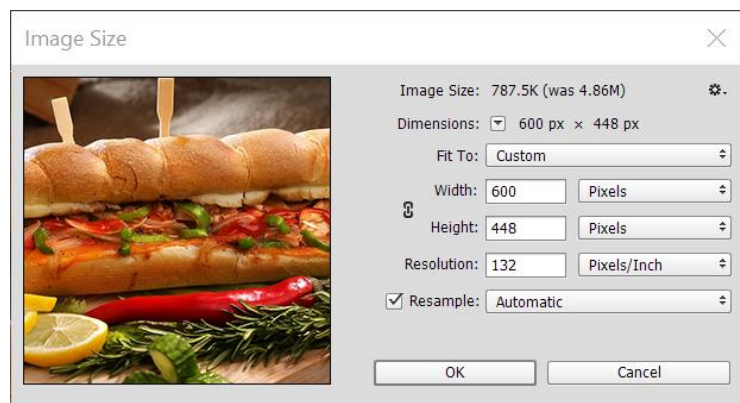 Image Size
Image Size: 787.5K (was 4.86M)
Dimensions: 600 px × 448 px
Fit To: Custom
Width: 600 Pixels
Height: 448 Pixels
Resolution: 132 Pixels/Inch
Resample: Automatic
OK Cancel